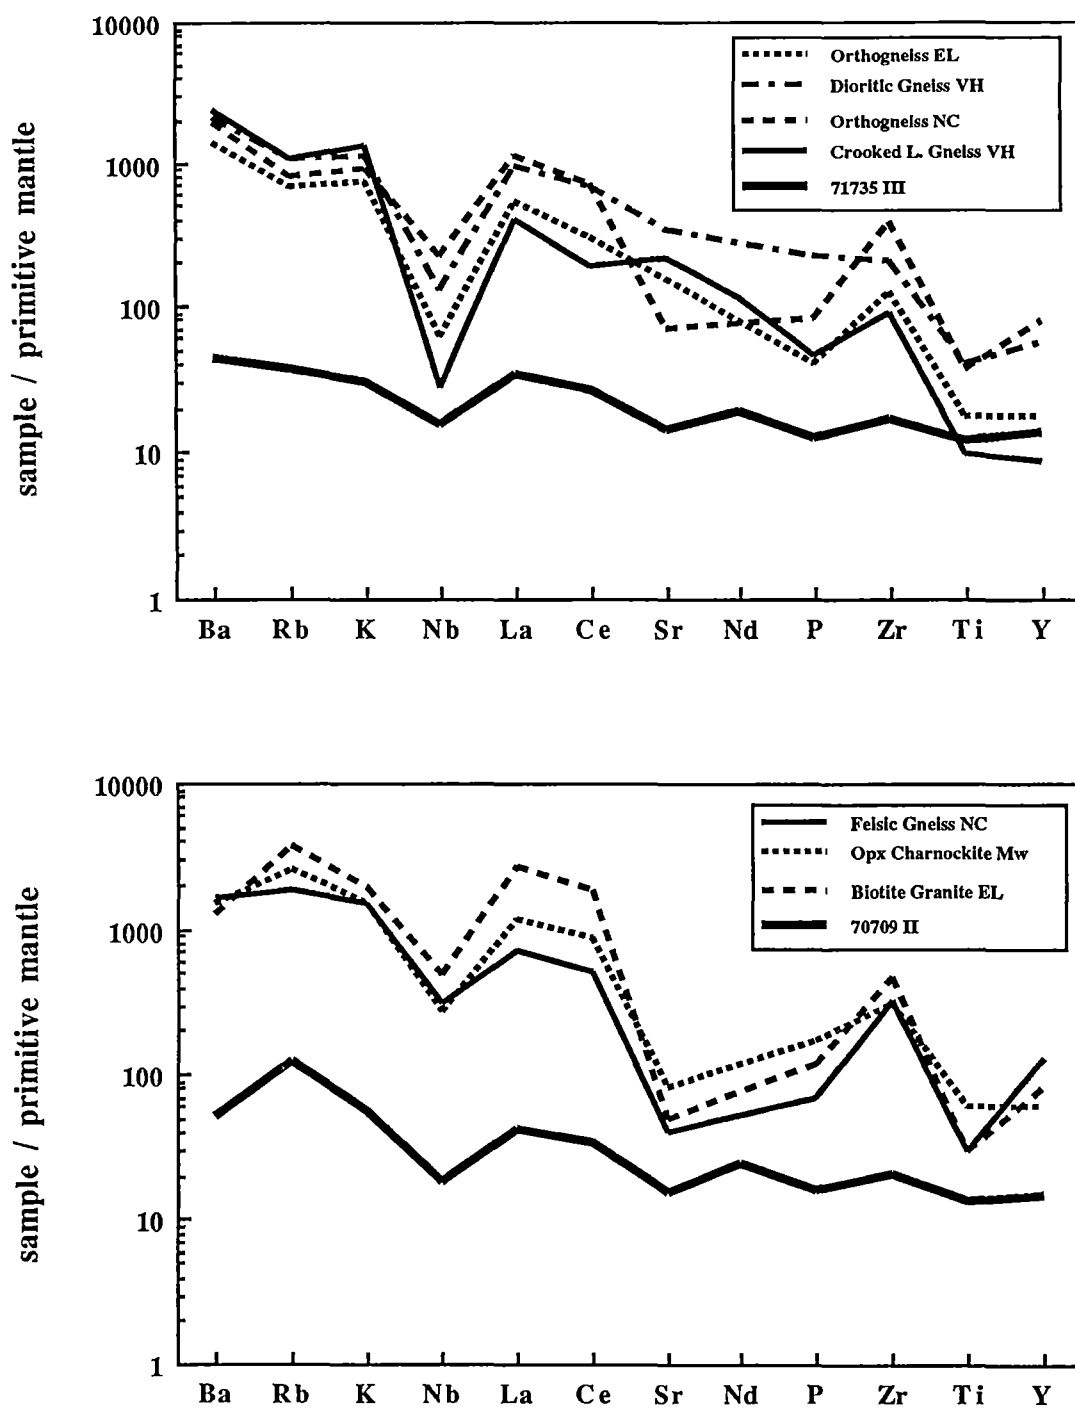 10000
1000
100
10
1
sample / primitive mantle
Orthogneiss EL
Dioritic Gneiss VH
Orthogneiss NC
Crooked L. Gneiss VH
71735 III
Ba Rb K Nb La Ce Sr Nd P Zr Ti Y
10000
1000
100
10
1
sample / primitive mantle
Felsic Gneiss NC
Opx Charnockite Mw
Biotite Granite EL
70709 II
Ba Rb K Nb La Ce Sr Nd P Zr Ti Y